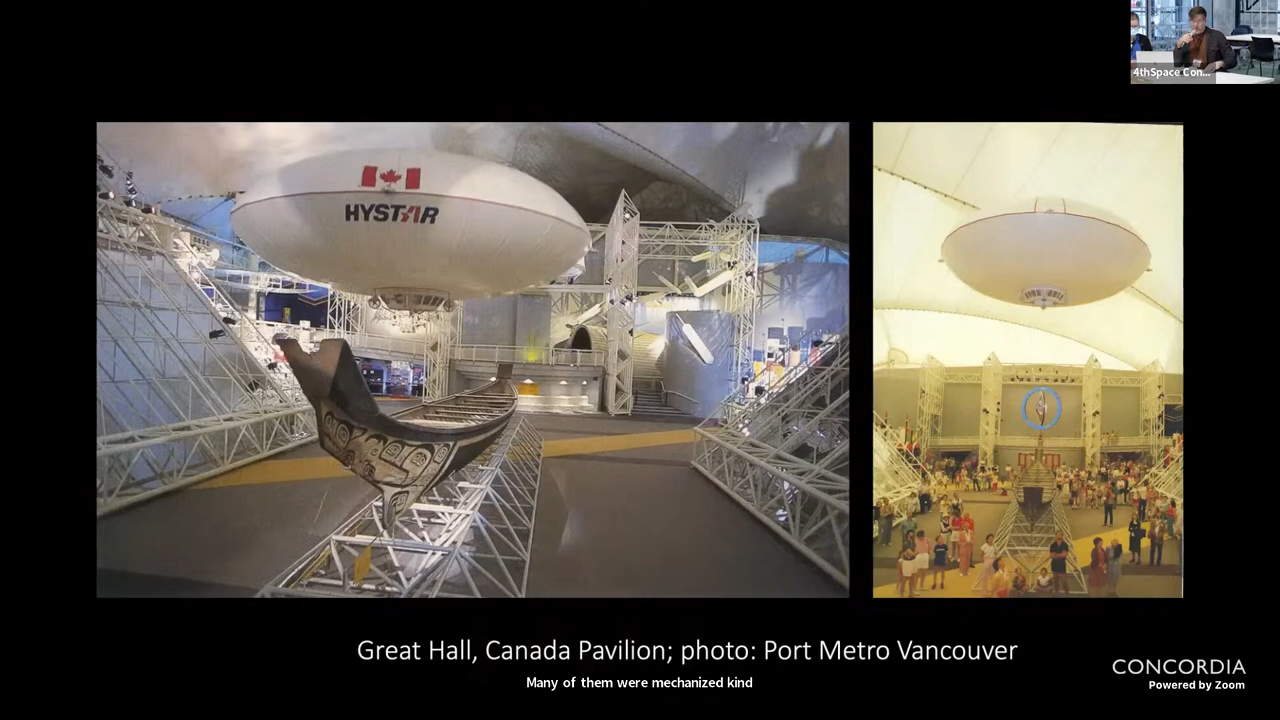 4thSpace Con...
HYSTAR
Great Hall, Canada Pavilion; photo: Port Metro Vancouver
Many of them were mechanized kind
CONCORDIA
Powered by Zoom